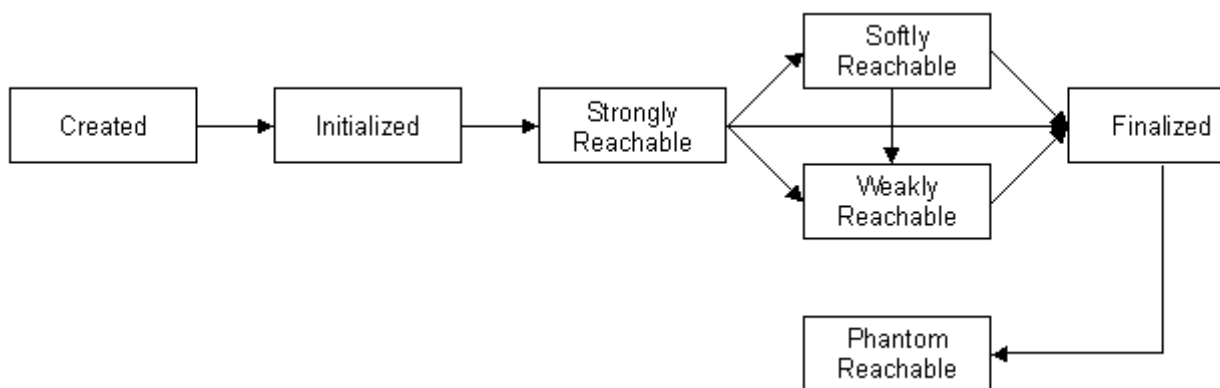 Softly
Reachable
Created
Initialized
Strongly
Reachable
Finalized
Weakly
Reachable
Phantom
Reachable